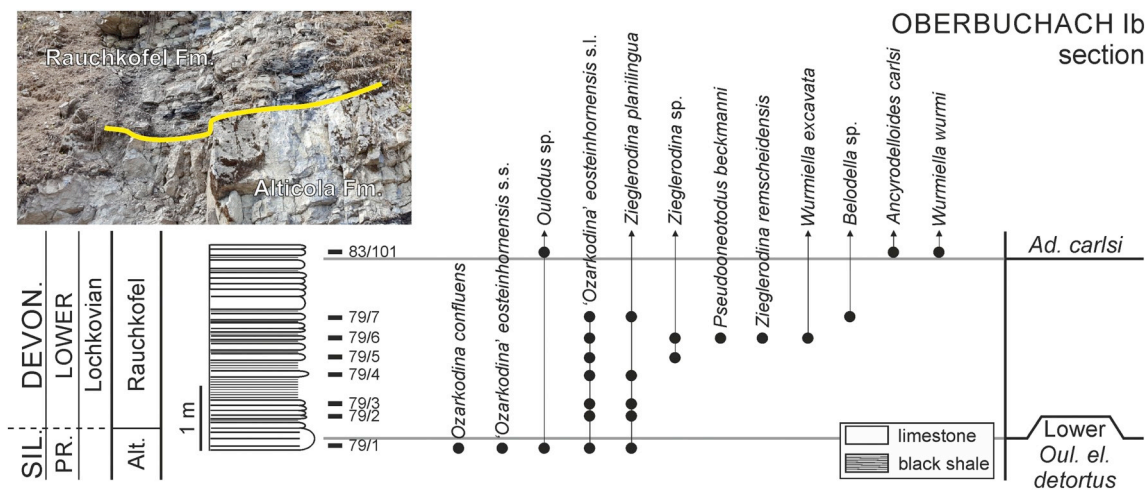 OBERBUCHACH Ib
section
Rauchkofel Fm.
Alticola Fm.
Ozarkodina confluens
'Ozarkodina' eosteinhornensis s.s.
Oulodus sp.
'Ozarkodina' eosteinhornensis s.l.
Zieglerodina planilingua
Zieglerodina sp.
Pseudooneotodus beckmanni
Zieglerodina remscheidensis
Wurmiella excavata
Belodella sp.
Ancyrodelloides carlsi
Wurmiella wurmi
SIL.
DEVON.
PR.
LOWER
Lochkovian
Alt.
Rauchkofel
1 m
83/101
79/7
79/6
79/5
79/4
79/3
79/2
79/1
limestone
black shale
Ad. carlsi
Lower
Oul. el.
detortus